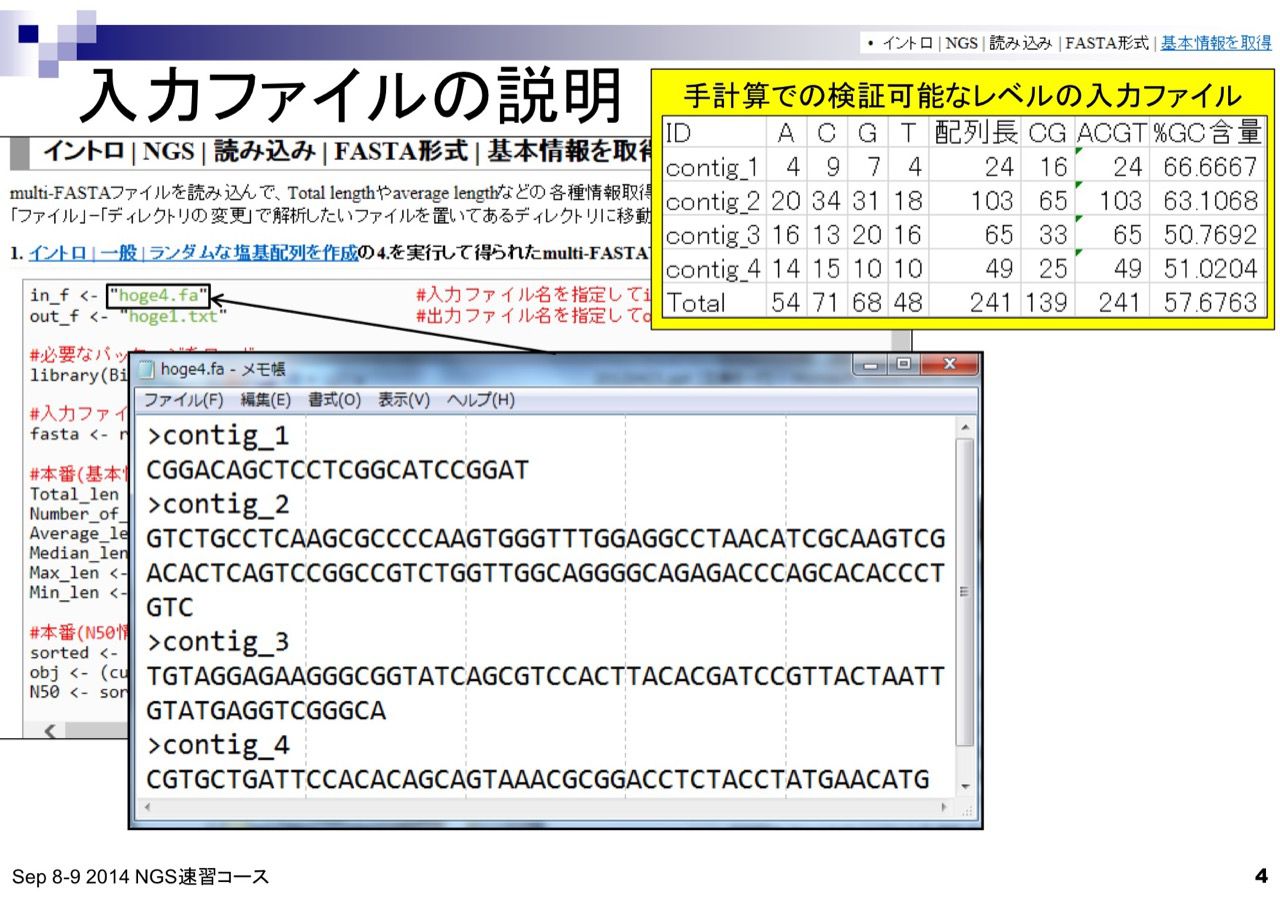 • イントロ | NGS | 読み込み | FASTA形式 | 基本情報を取得
入力ファイルの説明
手計算での検証可能なレベルの入力ファイル
ID A C G T 配列長 CG ACGT %GC含量
contig_1 4 9 7 4 24 16 24 66.6667
contig_2 20 34 31 18 103 65 103 63.1068
contig_3 16 13 20 16 65 33 65 50.7692
contig_4 14 15 10 10 49 25 49 51.0204
Total 54 71 68 48 241 139 241 57.6763
イントロ | NGS | 読み込み | FASTA形式 | 基本情報を取得
multi-FASTAファイルを読み込んで、Total lengthやaverage lengthなどの各種情報取得
「ファイル」-「ディレクトリの変更」で解析したいファイルを置いてあるディレクトリに移動
1. イントロ | 一般 | ランダムな塩基配列を作成の4.を実行して得られたmulti-FASTA
in_f <- "hoge4.fa" #入力ファイル名を指定してi
out_f <- "hoge1.txt" #出力ファイル名を指定してo
#必要なパッケージをロード
library(Bi
#入力ファイ
fasta <- r
#本番(基本情
Total_len
Number_of_
Average_le
Median_len
Max_len <-
Min_len <-
#本番(N50情
sorted <-
obj <- (cu
N50 <- sor
hoge4.fa - メモ帳
ファイル(F) 編集(E) 書式(O) 表示(V) ヘルプ(H)
>contig_1
CGGACAGCTCCTCGGCATCCGGAT
>contig_2
GTCTGCCTCAAGCGCCCCAAGTGGGTTTGGAGGCCTAACATCGCAAGTCG
ACACTCAGTCCGGCCGTCTGGTTGGCAGGGGCAGAGACCCAGCACACCCT
GTC
>contig_3
TGTAGGAGAAGGGCGGTATCAGCGTCCACTTACACGATCCGTTACTAATT
GTATGAGGTCGGGCA
>contig_4
CGTGCTGATTCCACACAGCAGTAAACGCGGACCTCTACCTATGAACATG
Sep 8-9 2014 NGS速習コース
4